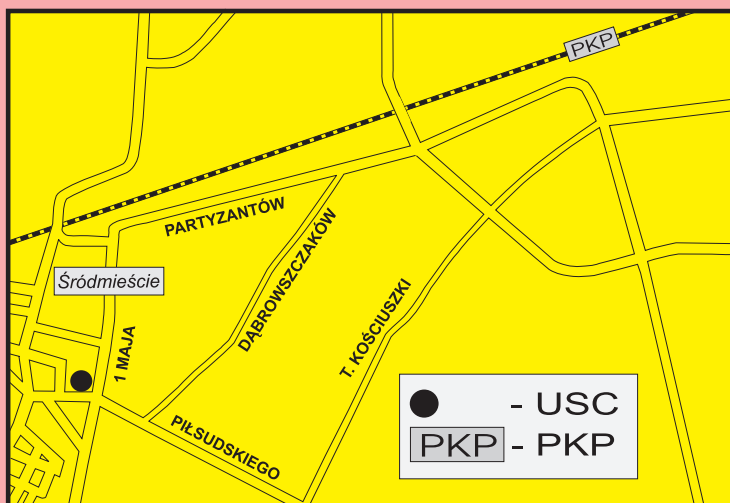 PKP
PARTYZANTÓW
DĄBROWSZCZAKÓW
Śródmieście
T. KOŚCIUSZKI
1 MAJA
PIŁSUDSKIEGO
- USC
PKP - PKP